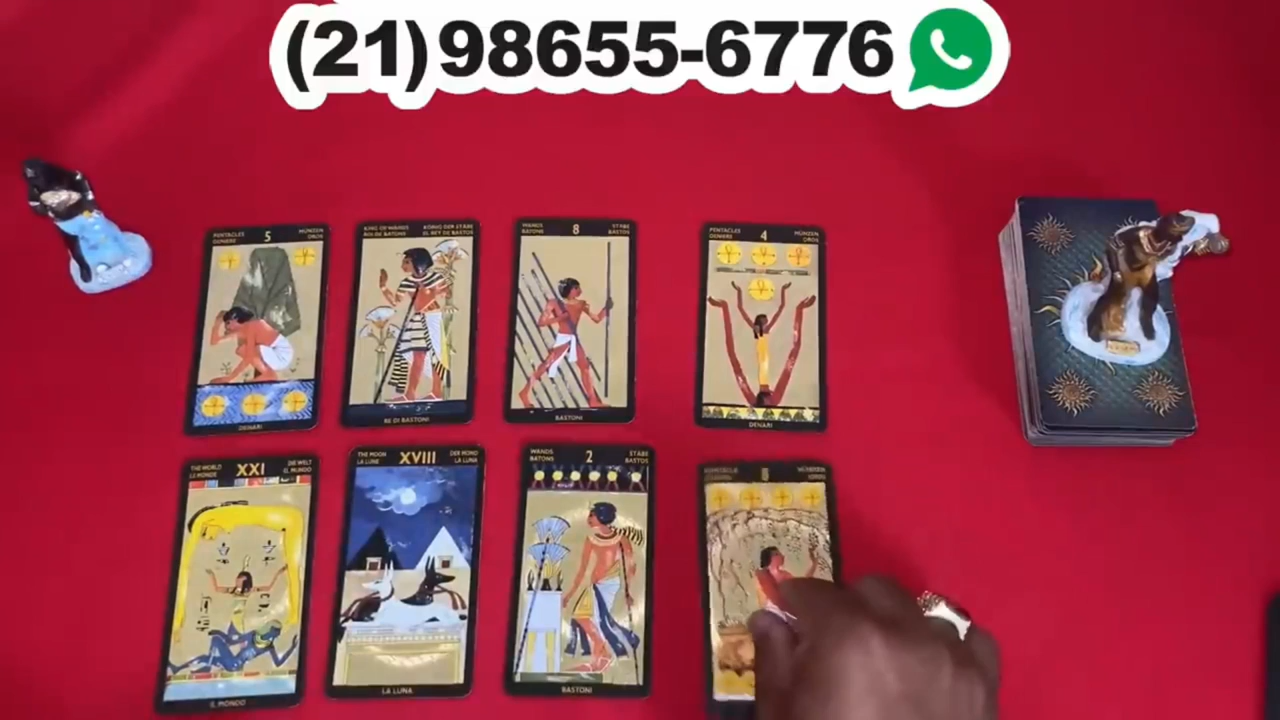 (21)98655-6776
PENTACLES 5 MÜNZEN
DENIERS OROS
DENARI
KING OF WANDS KÖNIG DER STÄBE
ROI DE BATONS EL REY DE BASTOS
RE DI BASTONI
WANDS 8 STÄBE
BATONS BASTOS
BASTONI
PENTACLES 4 MÜNZEN
DENIERS OROS
DENARI
THE WORLD XXI DIE WELT
LE MONDE EL MUNDO
IL MONDO
THE MOON XVIII DER MOND
LA LUNE LA LUNA
LA LUNA
WANDS 2 STÄBE
BATONS BASTOS
BASTONI